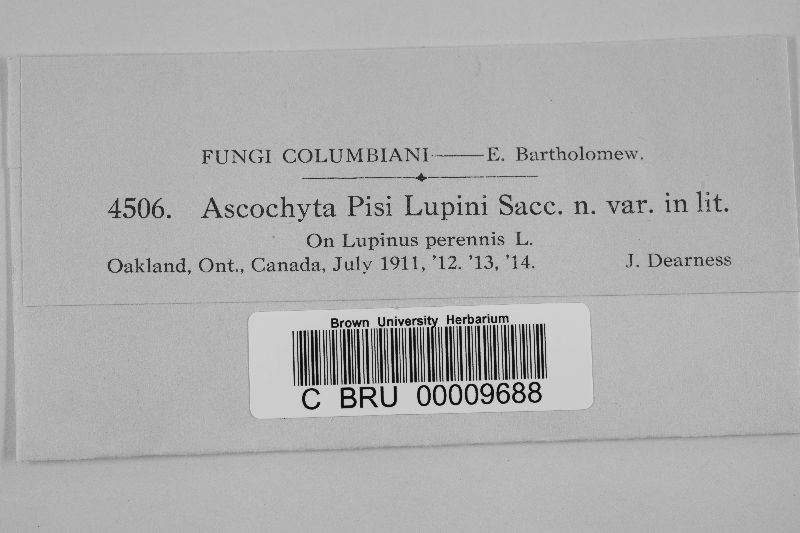 FUNGI COLUMBIANI——E. Bartholomew.
4506. Ascochyta Pisi Lupini Sacc. n. var. in lit.
On Lupinus perennis L.
Oakland, Ont., Canada, July 1911, '12. '13, '14. J. Dearness
Brown University Herbarium
C BRU 00009688